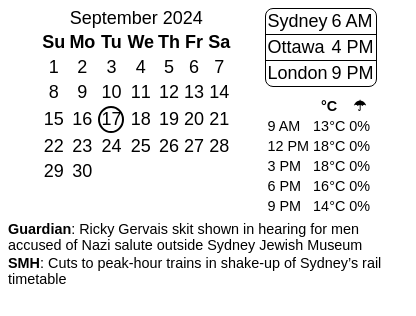 September 2024
Su Mo Tu We Th Fr Sa
1 2 3 4 5 6 7
8 9 10 11 12 13 14
15 16 17 18 19 20 21
22 23 24 25 26 27 28
29 30
Sydney 6 AM
Ottawa 4 PM
London 9 PM
°C ☂
9 AM 13°C 0%
12 PM 18°C 0%
3 PM 18°C 0%
6 PM 16°C 0%
9 PM 14°C 0%
Guardian: Ricky Gervais skit shown in hearing for men
accused of Nazi salute outside Sydney Jewish Museum
SMH: Cuts to peak-hour trains in shake-up of Sydney’s rail
timetable